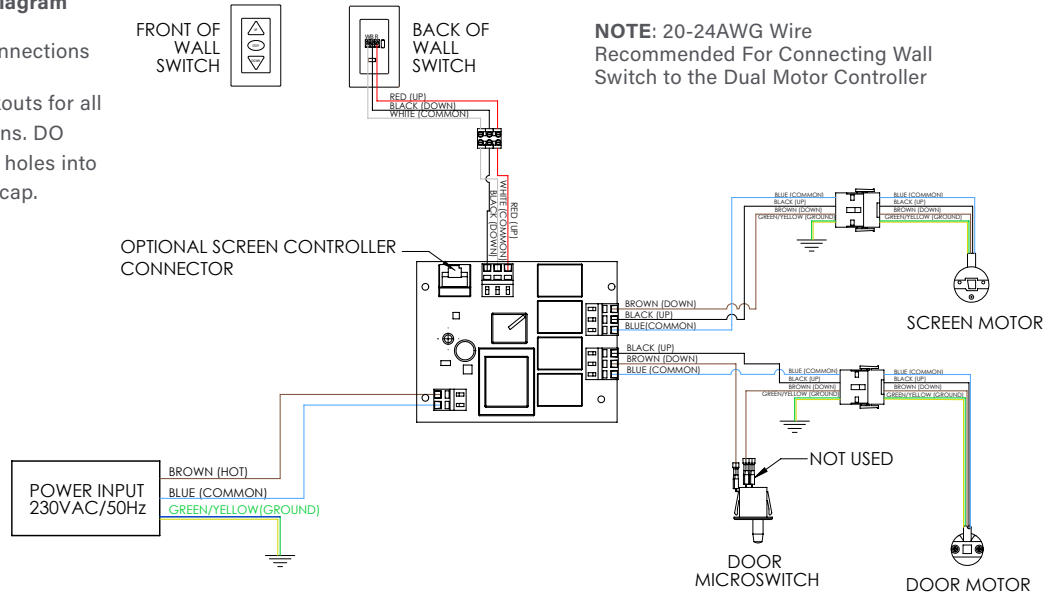 iagram
nnections
outs for all
ns. DO
holes into
cap.
FRONT OF
WALL
SWITCH
BACK OF
WALL
SWITCH
NOTE: 20-24AWG Wire
Recommended For Connecting Wall
Switch to the Dual Motor Controller
RED (UP)
BLACK (DOWN)
WHITE (COMMON)
BLACK (DOWN)
WHITE (COMMON)
RED (UP)
OPTIONAL SCREEN CONTROLLER
CONNECTOR
BLUE (COMMON)
BLACK (UP)
BROWN (DOWN)
GREEN/YELLOW (GROUND)
BLUE (COMMON)
BLACK (UP)
BROWN (DOWN)
GREEN/YELLOW (GROUND)
SCREEN MOTOR
BROWN (DOWN)
BLACK (UP)
BLUE(COMMON)
BLACK (UP)
BROWN (DOWN)
BLUE (COMMON)
BLUE (COMMON)
BLACK (UP)
BROWN (DOWN)
GREEN/YELLOW (GROUND)
BLUE (COMMON)
BLACK (UP)
BROWN (DOWN)
GREEN/YELLOW (GROUND)
NOT USED
DOOR
MICROSWITCH
DOOR MOTOR
POWER INPUT
230VAC/50Hz
BROWN (HOT)
BLUE (COMMON)
GREEN/YELLOW(GROUND)